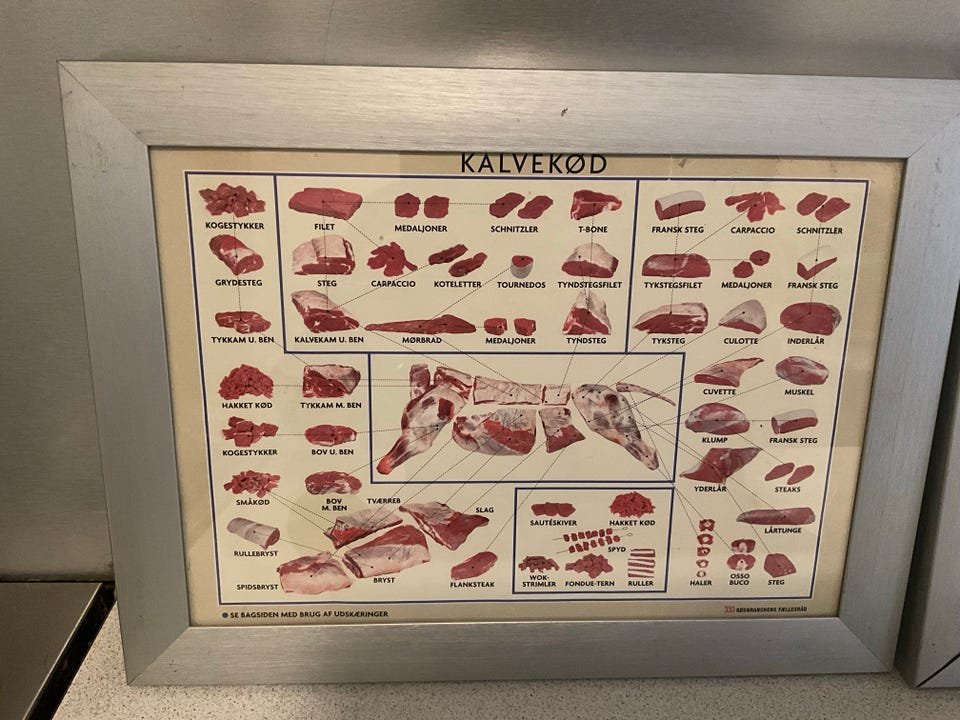 KALVEKØD
KOGESTYKKER
FILET
MEDALJONER
SCHNITZLER
T-BONE
FRANSK STEG
CARPACCIO
SCHNITZLER
GRYDESTEG
STEG
CARPACCIO
KOTELETTER
TOURNEDOS
TYNDSTEGSFILET
TYKSTEGSFILET
MEDALJONER
FRANSK STEG
TYKKAM U. BEN
KALVEKAM U. BEN
MØRBRAD
MEDALJONER
TYNDSTEG
TYKSTEG
CULOTTE
INDERLÅR
CUVETTE
MUSKEL
HAKKET KØD
TYKKAM M. BEN
KLUMP
FRANSK STEG
KOGESTYKKER
BOV U. BEN
YDERLÅR
STEAKS
SMÅKØD
BOV
M. BEN
TVÆRREB
SLAG
SAUTÉSKIVER
HAKKET KØD
LÅRTUNGE
RULLEBRYST
SPYD
SPIDSBRYST
BRYST
FLANKSTEAK
WOK-
STRIMLER
FONDUE-TERN
RULLER
HALER
OSSO
BUCO
STEG
SE BAGSIDEN MED BRUG AF UDSKÆRINGER
KØDBRANCHENS FÆLLESRÅD